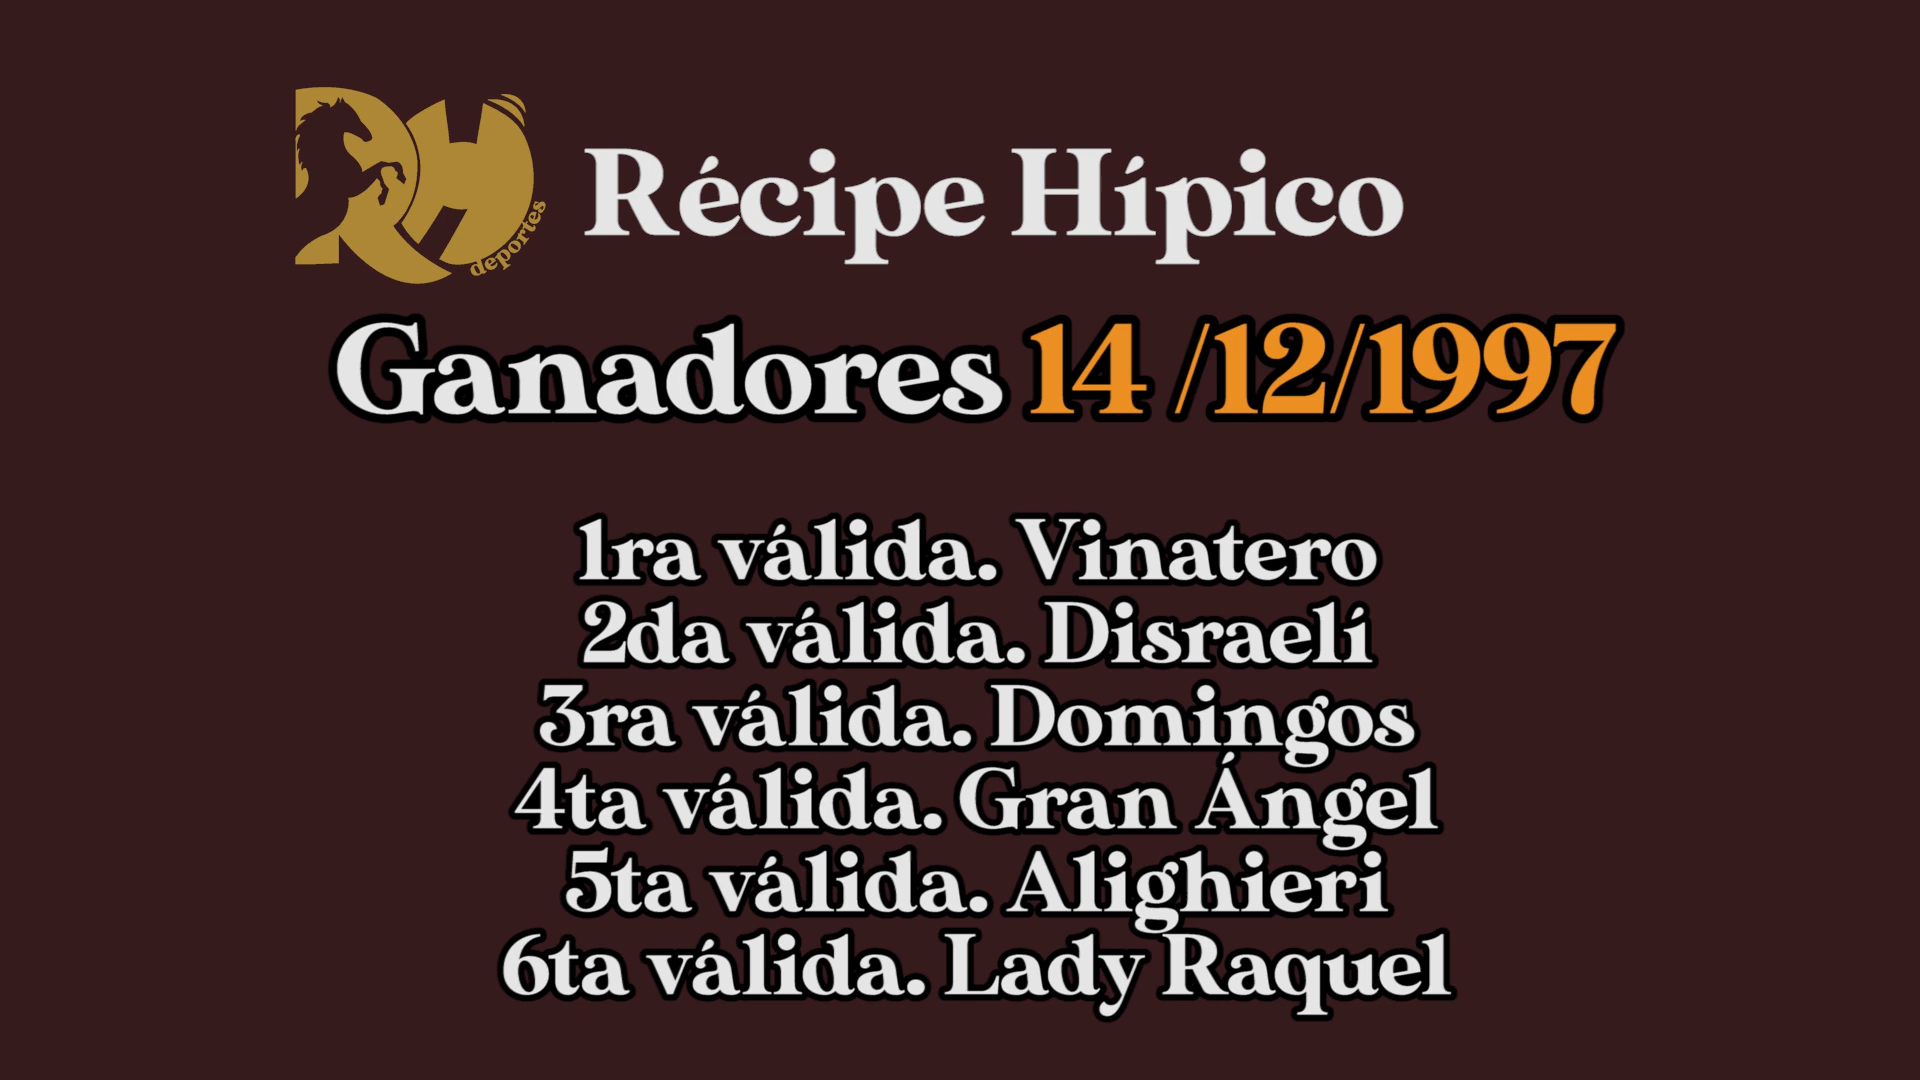 RH
deportes
Récipe Hípico
Ganadores 14 /12/1997
1ra válida. Vinatero
2da válida. Disraelí
3ra válida. Domingos
4ta válida. Gran Ángel
5ta válida. Alighieri
6ta válida. Lady Raquel